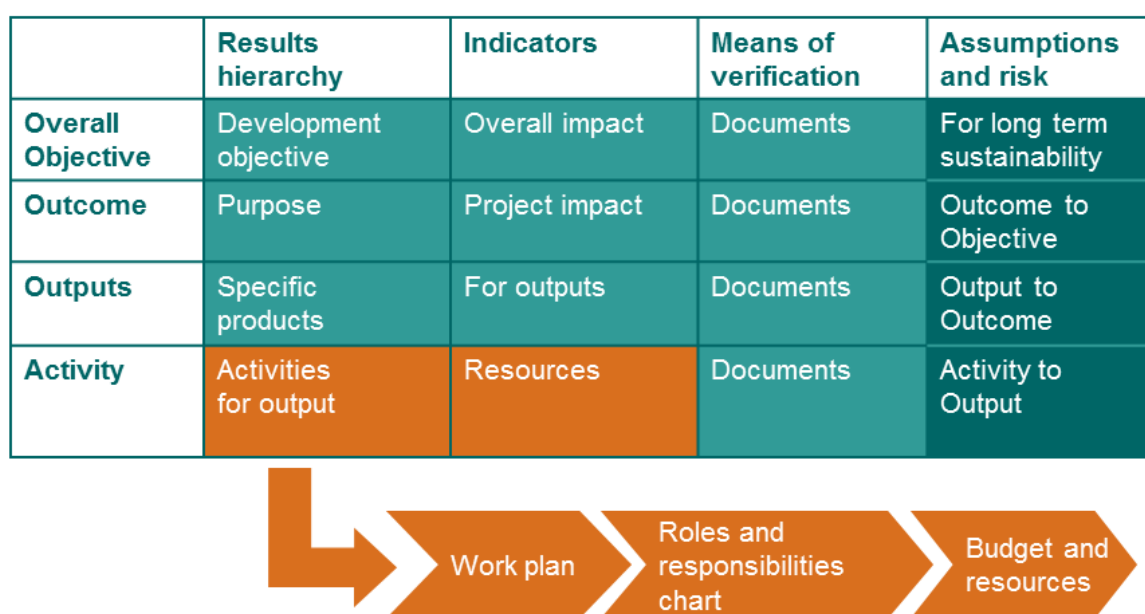 Results hierarchy
Indicators
Means of verification
Assumptions and risk
Overall Objective
Development objective
Overall impact
Documents
For long term sustainability
Outcome
Purpose
Project impact
Documents
Outcome to Objective
Outputs
Specific products
For outputs
Documents
Output to Outcome
Activity
Activities for output
Resources
Documents
Activity to Output
Work plan
Roles and responsibilities chart
Budget and resources